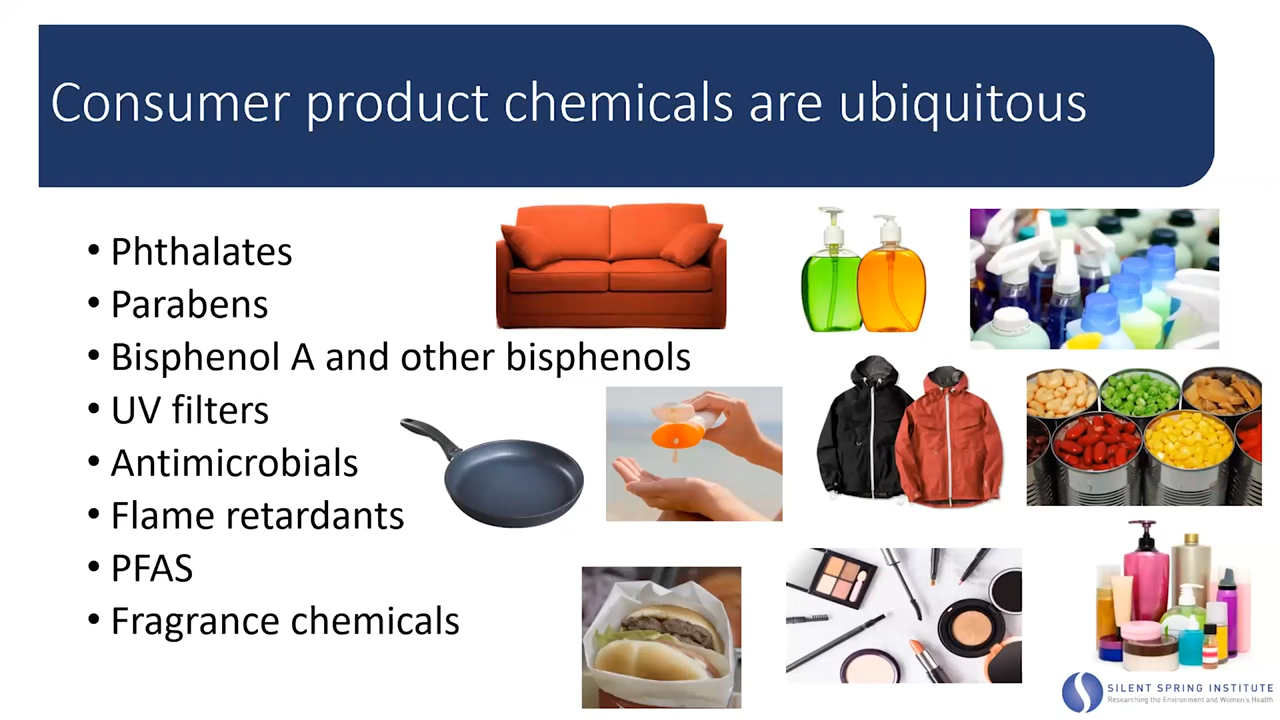 Consumer product chemicals are ubiquitous
• Phthalates
• Parabens
• Bisphenol A and other bisphenols
• UV filters
• Antimicrobials
• Flame retardants
• PFAS
• Fragrance chemicals
SILENT SPRING INSTITUTE
Researching the Environment and Women's Health